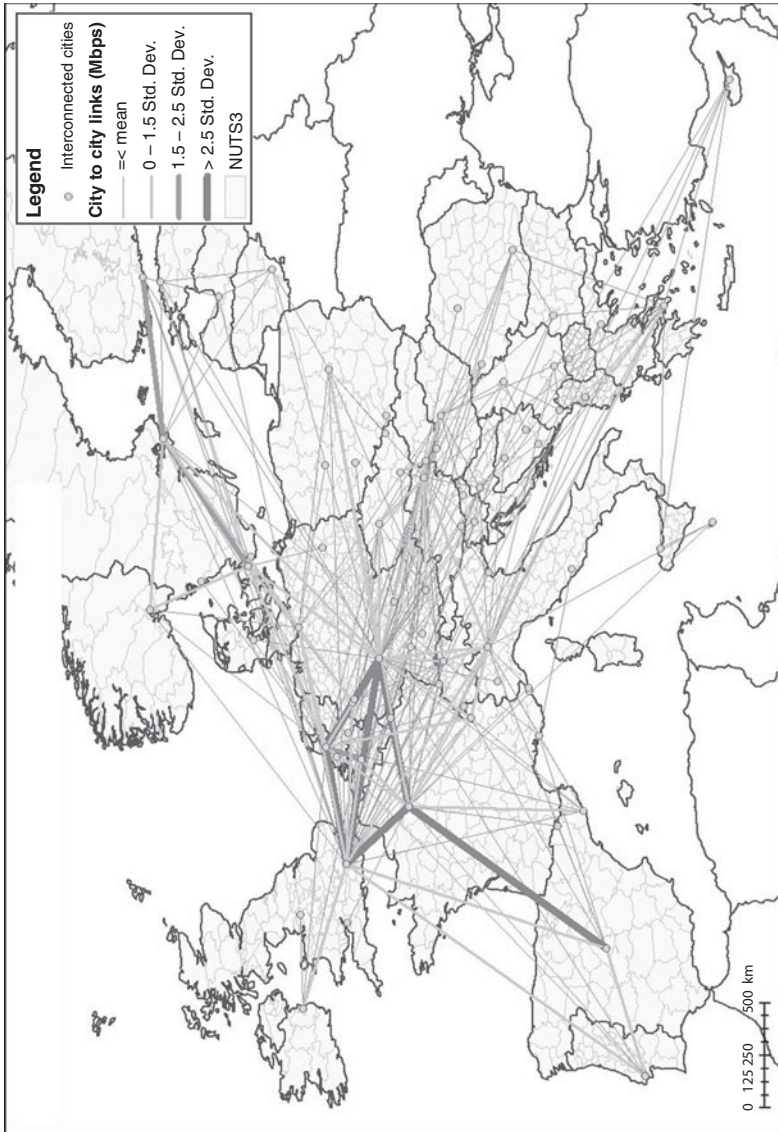 Legend
Interconnected cities
City to city links (Mbps)
=< mean
0 – 1.5 Std. Dev.
1.5 – 2.5 Std. Dev.
> 2.5 Std. Dev.
NUTS3
0 125 250 500 km